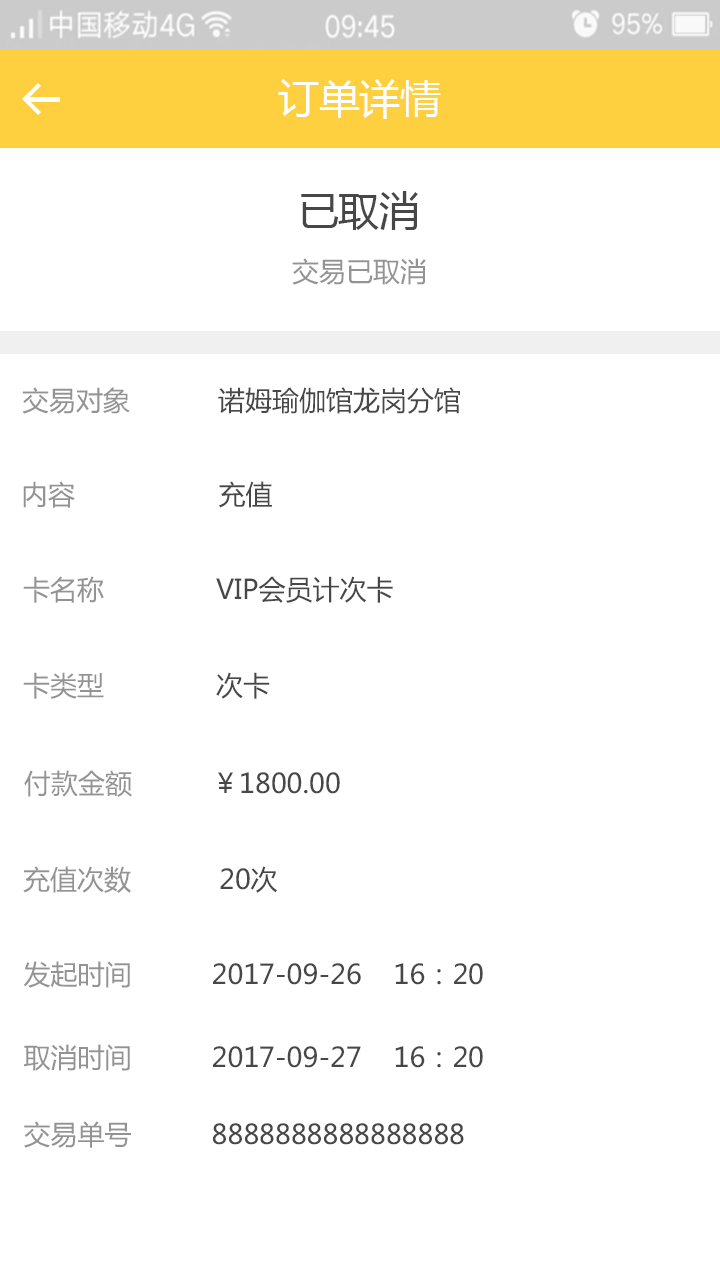 中国移动4G 09:45 95%
订单详情
已取消
交易已取消
交易对象 诺姆瑜伽馆龙岗分馆
内容 充值
卡名称 VIP会员计次卡
卡类型 次卡
付款金额 ¥1800.00
充值次数 20次
发起时间 2017-09-26 16：20
取消时间 2017-09-27 16：20
交易单号 8888888888888888